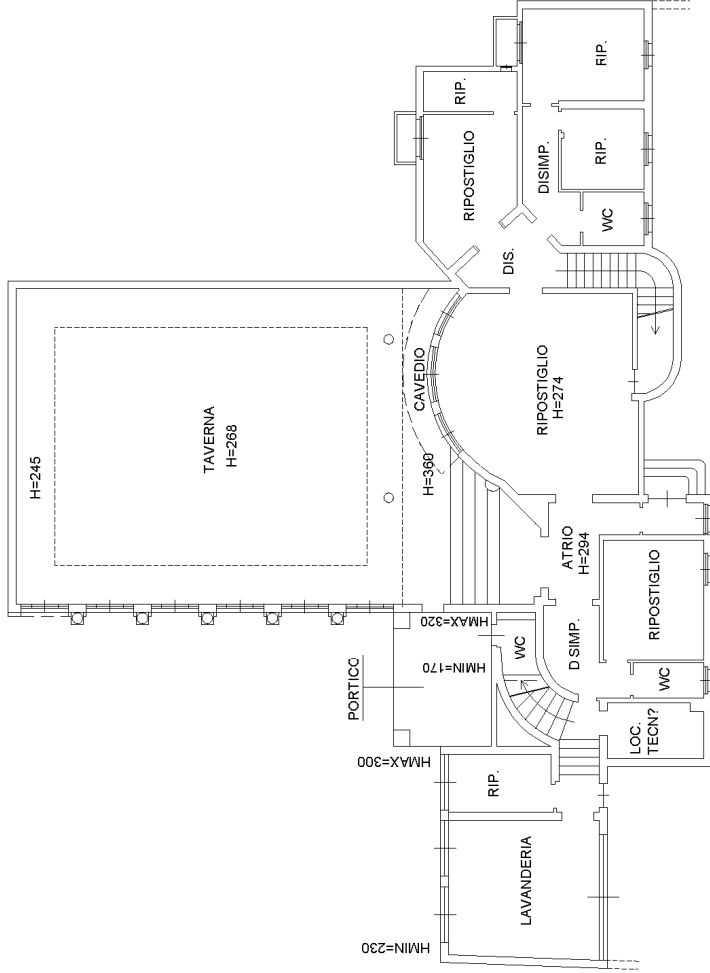 RIP.
RIP.
RIPOSTIGLIO
DISIMP.
RIP.
WC
DIS.
H=245
TAVERNA
H=268
CAVEDIO
H=360
RIPOSTIGLIO
H=274
ATRIO
H=294
RIPOSTIGLIO
D SIMP.
WC
HMAX=320
HMIN=170
WC
PORTICO
LOC.
TECN?
HMAX=300
RIP.
LAVANDERIA
HMIN=230